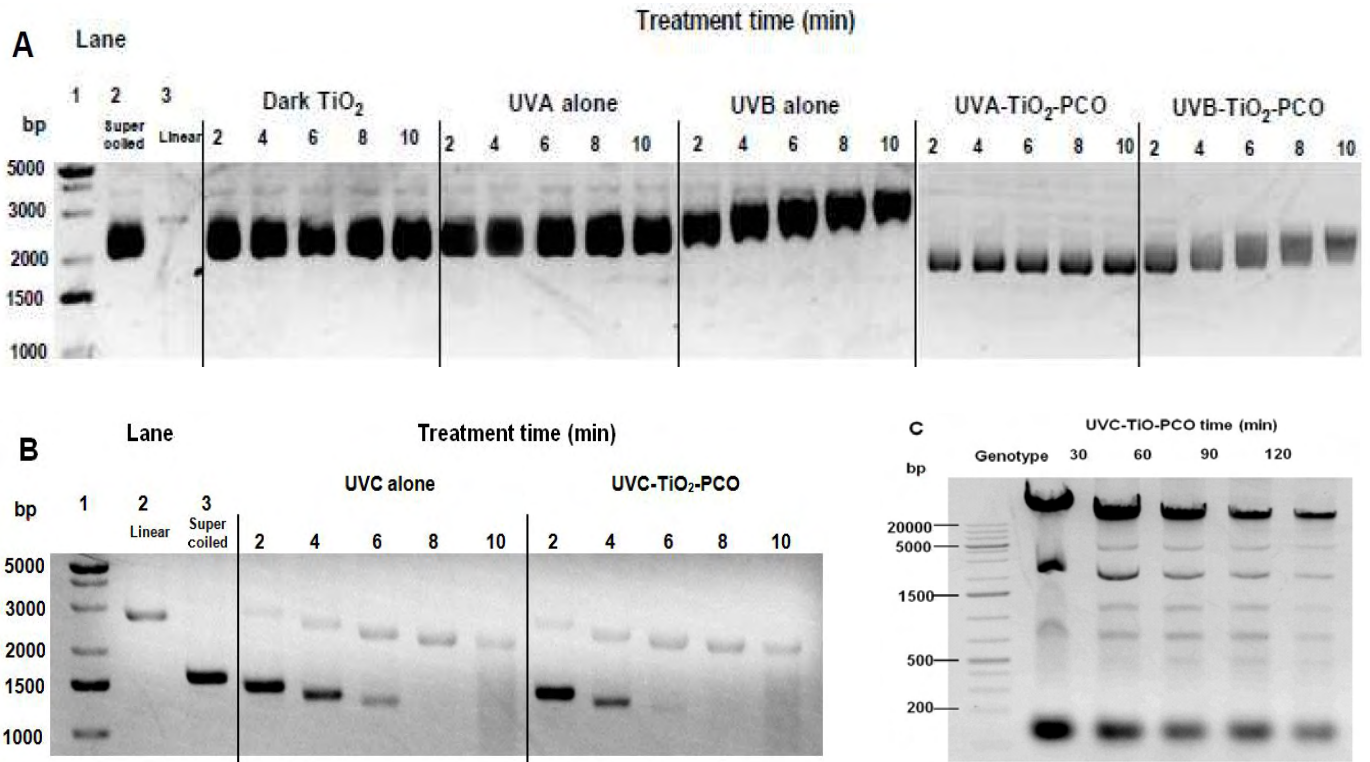 A
Lane
Treatment time (min)
1 2 3 Dark TiO₂ UVA alone UVB alone UVA-TiO₂-PCO UVB-TiO₂-PCO
bp Super Linear 2 4 6 8 10 2 4 6 8 10 2 4 6 8 10 2 4 6 8 10 2 4 6 8 10
ooiled
5000
3000
2000
1500
1000
B
Lane Treatment time (min)
UVC alone UVC-TiO₂-PCO
1 2 3
bp Linear Super
coiled
2 4 6 8 10 2 4 6 8 10
5000
3000
2000
1500
1000
C
UVC-TiO-PCO time (min)
Genotype 30 60 90 120
bp
20000
5000
1500
500
200